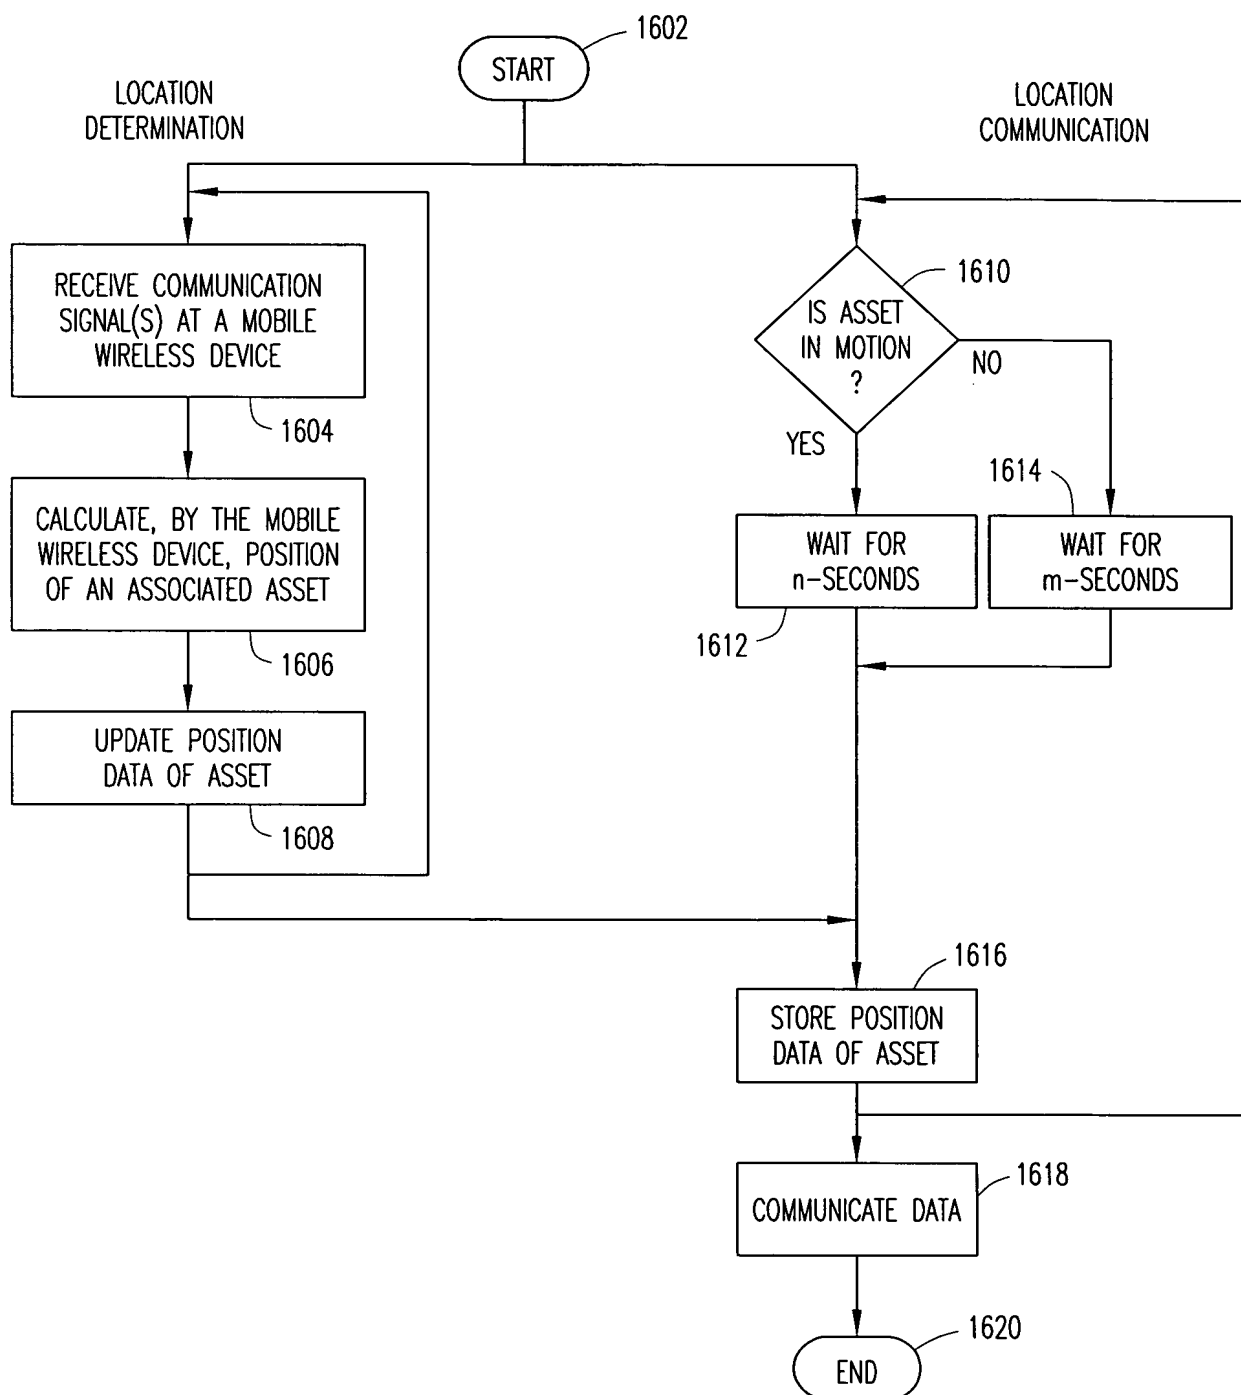 1602
START
LOCATION
DETERMINATION
LOCATION
COMMUNICATION
RECEIVE COMMUNICATION
SIGNAL(S) AT A MOBILE
WIRELESS DEVICE
1604
CALCULATE, BY THE MOBILE
WIRELESS DEVICE, POSITION
OF AN ASSOCIATED ASSET
1606
UPDATE POSITION
DATA OF ASSET
1608
1610
IS ASSET
IN MOTION
?
NO
YES
1614
WAIT FOR
n-SECONDS
WAIT FOR
m-SECONDS
1612
1616
STORE POSITION
DATA OF ASSET
1618
COMMUNICATE DATA
1620
END